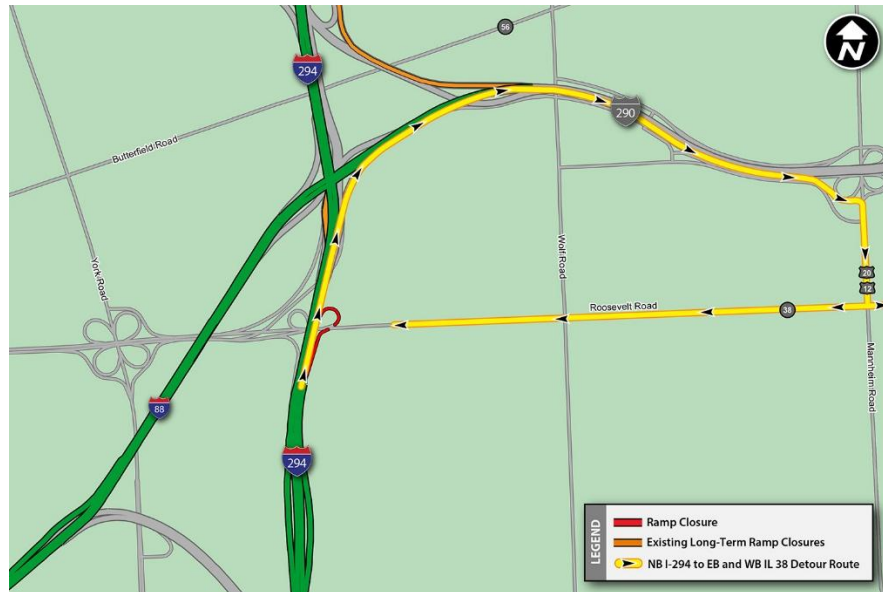 56
N
294
290
Butterfield Road
York Road
Wolf Road
20
12
Roosevelt Road
38
Mannheim Road
88
294
LEGEND
Ramp Closure
Existing Long-Term Ramp Closures
NB I-294 to EB and WB IL 38 Detour Route